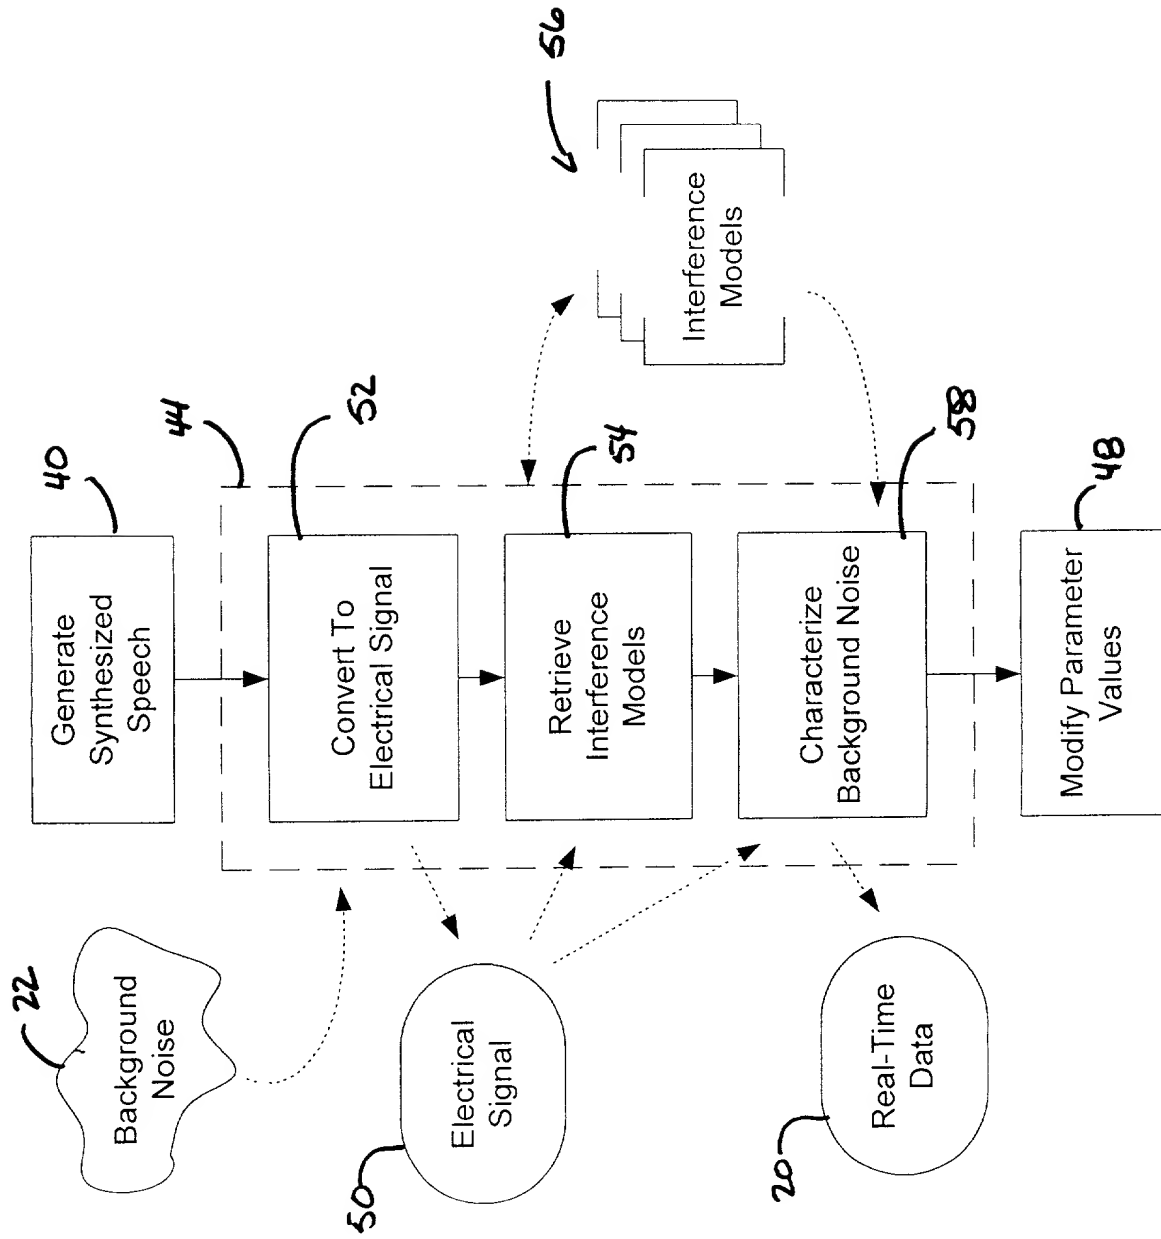 22
Background
Noise
40
Generate
Synthesized
Speech
44
52
Convert To
Electrical Signal
50
Electrical
Signal
54
Retrieve
Interference
Models
56
Interference
Models
58
Characterize
Background Noise
20
Real-Time
Data
48
Modify Parameter
Values